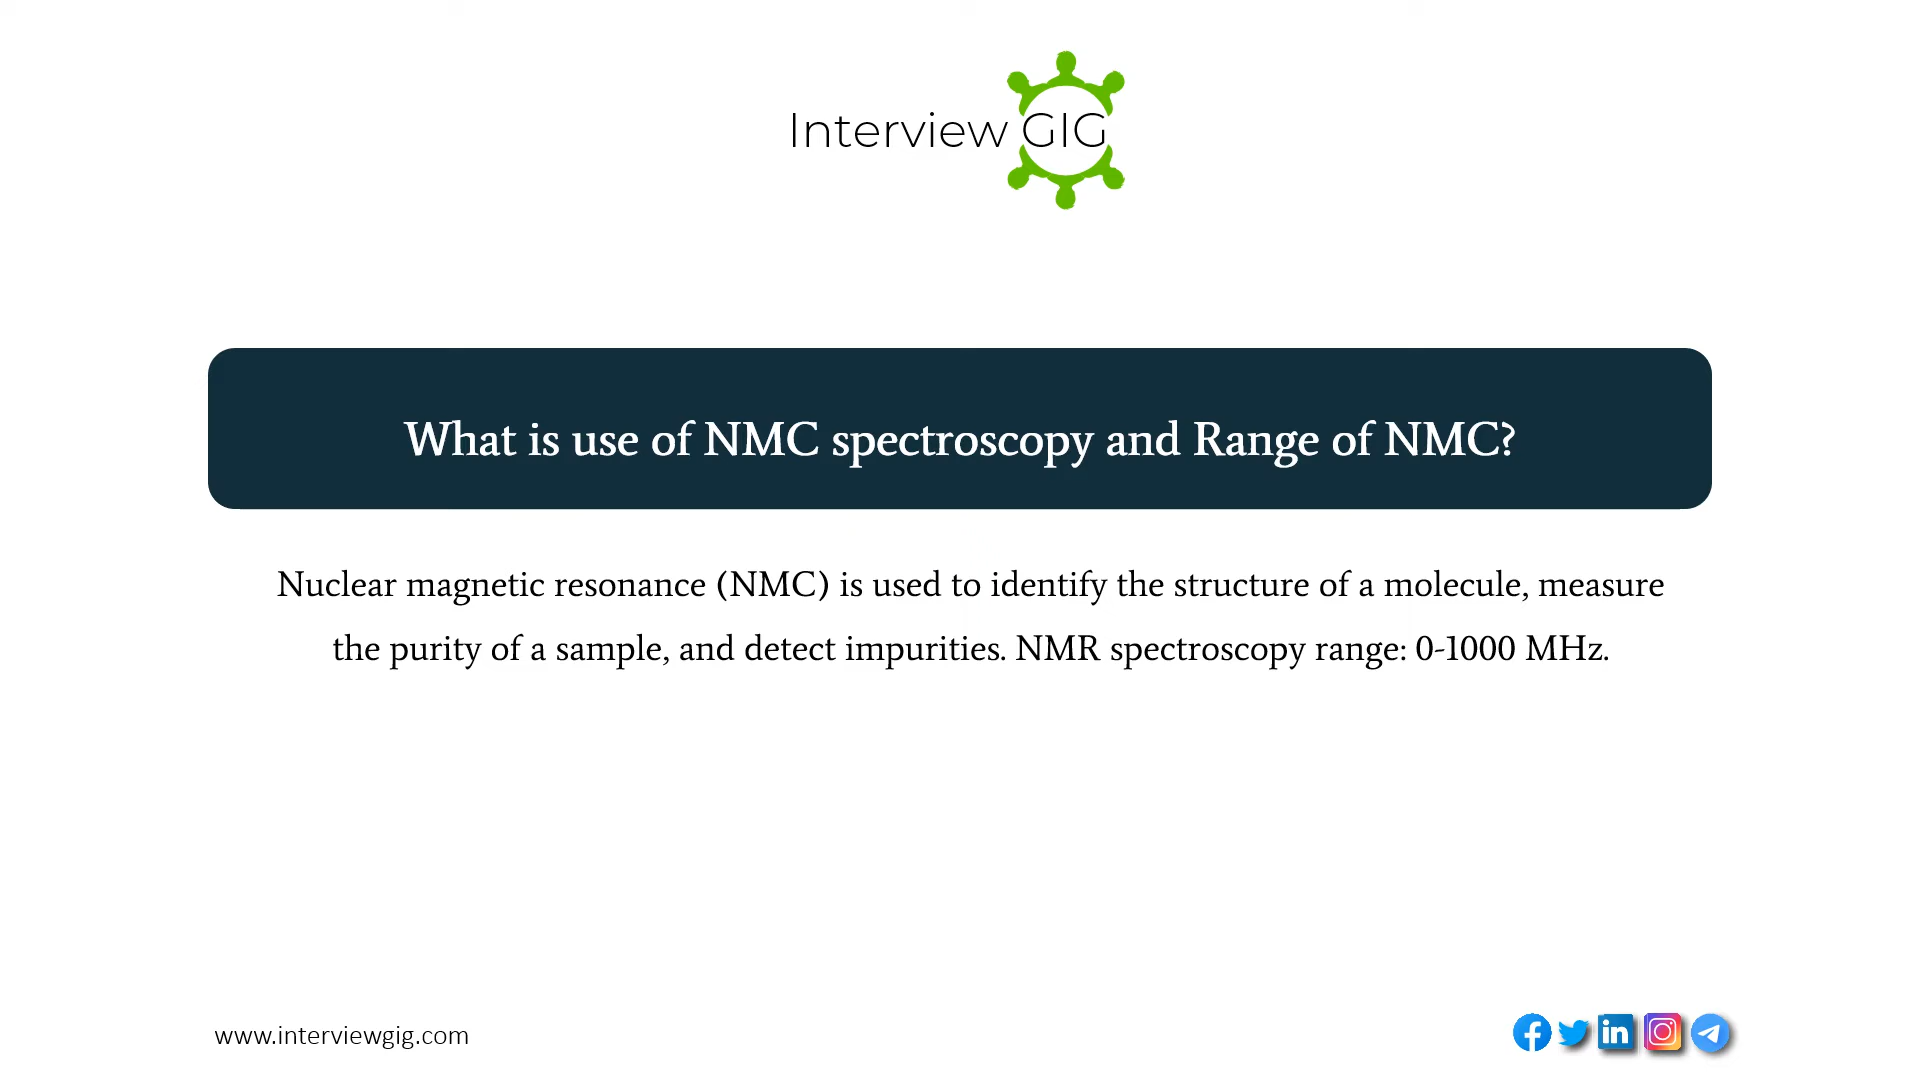 Interview GIG
What is use of NMC spectroscopy and Range of NMC?
Nuclear magnetic resonance (NMC) is used to identify the structure of a molecule, measure
the purity of a sample, and detect impurities. NMR spectroscopy range: 0-1000 MHz.
www.interviewgig.com